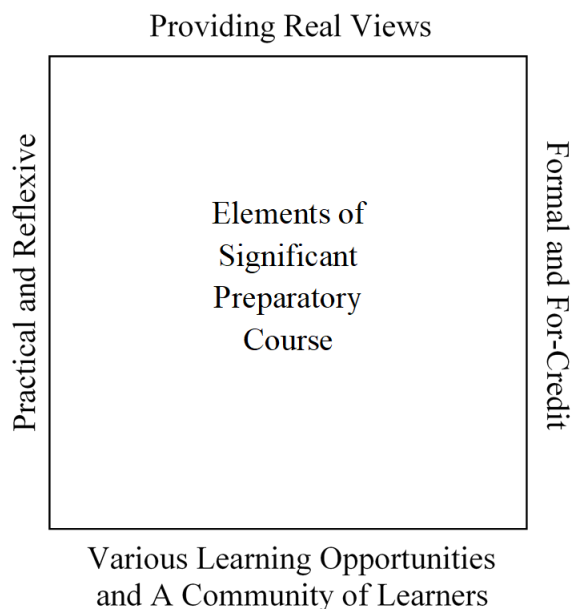 Providing Real Views
Practical and Reflexive
Elements of
Significant
Preparatory
Course
Formal and For-Credit
Various Learning Opportunities
and A Community of Learners